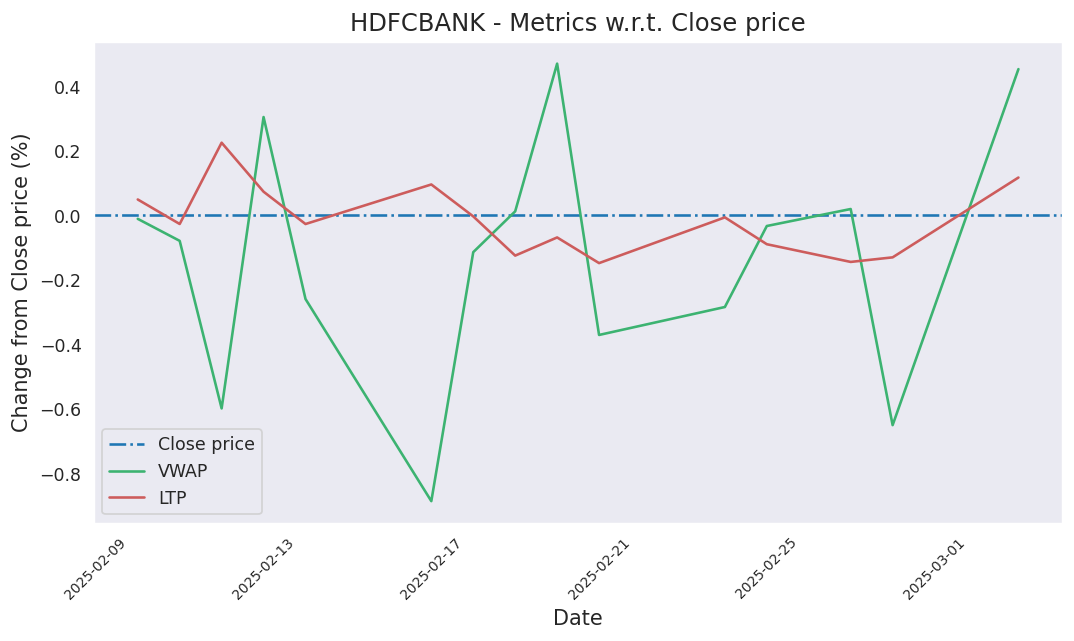 HDFCBANK - Metrics w.r.t. Close price
Change from Close price (%)
0.4
0.2
0.0
−0.2
−0.4
−0.6
−0.8
Close price
VWAP
LTP
2025-02-09
2025-02-13
2025-02-17
2025-02-21
2025-02-25
2025-03-01
Date